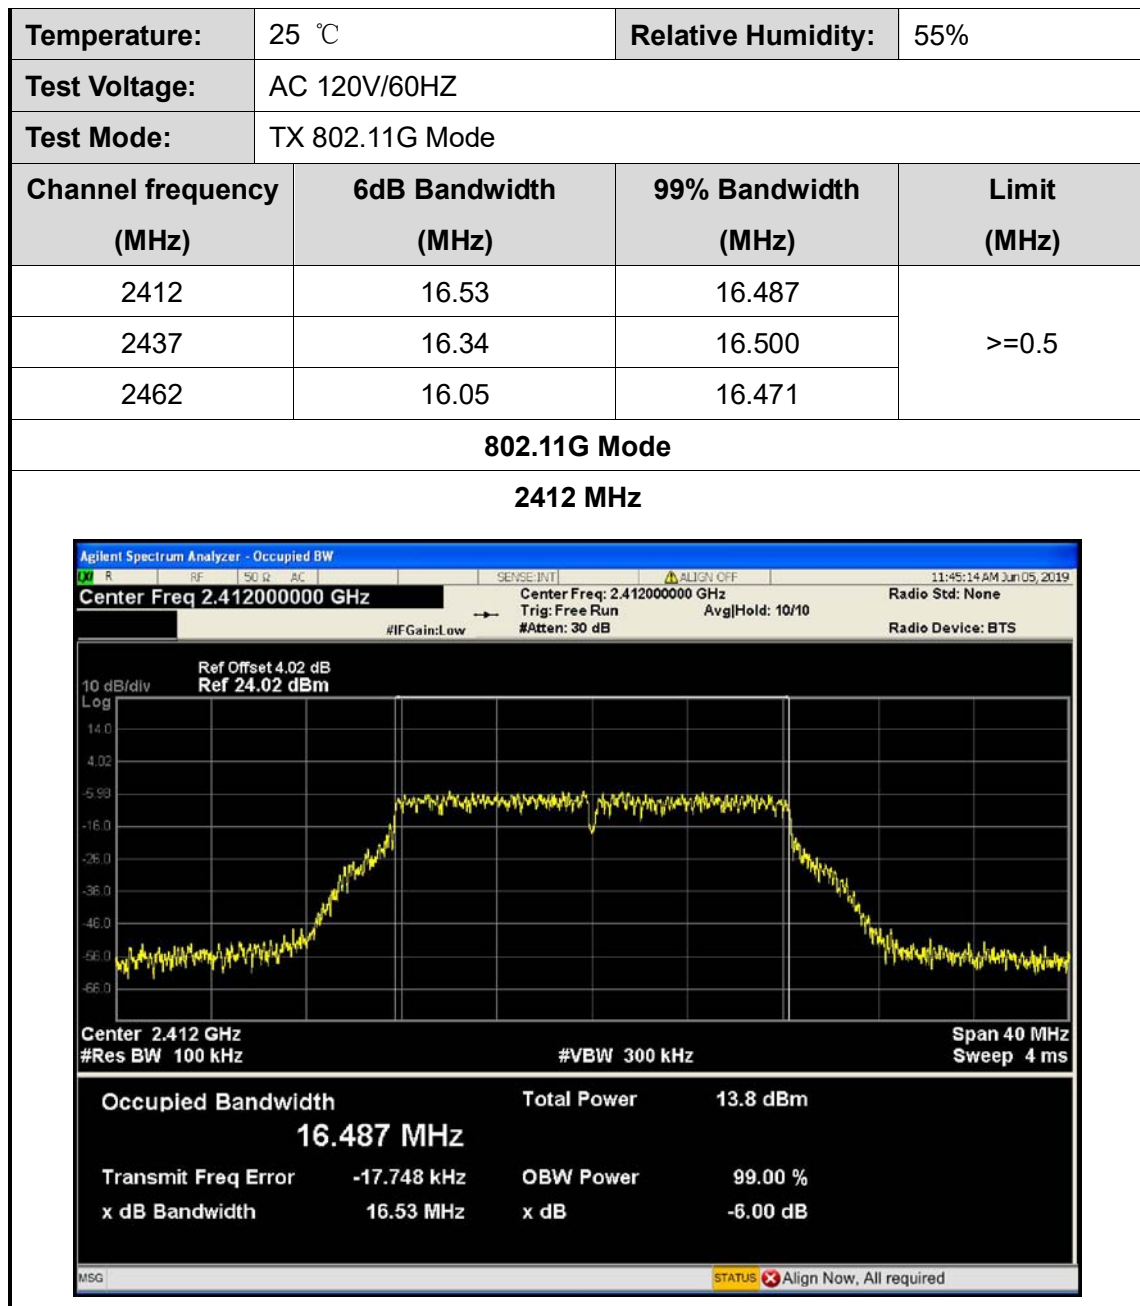 Temperature: 25 ℃ Relative Humidity: 55%
Test Voltage: AC 120V/60HZ
Test Mode: TX 802.11G Mode
Channel frequency 6dB Bandwidth 99% Bandwidth Limit
(MHz) (MHz) (MHz) (MHz)
2412 16.53 16.487
2437 16.34 16.500 >=0.5
2462 16.05 16.471
802.11G Mode
2412 MHz
Agilent Spectrum Analyzer - Occupied BW
LXI R RF 50 Ω AC SENSE:INT ALIGN OFF 11:45:14 AM Jun 05, 2019
Center Freq 2.412000000 GHz Center Freq: 2.412000000 GHz Radio Std: None
Trig: Free Run Avg|Hold: 10/10
#IFGain:Low #Atten: 30 dB Radio Device: BTS
Ref Offset 4.02 dB
10 dB/div Ref 24.02 dBm
Log
14.0
4.02
-5.98
-16.0
-26.0
-36.0
-46.0
-56.0
-66.0
Center 2.412 GHz Span 40 MHz
#Res BW 100 kHz #VBW 300 kHz Sweep 4 ms
Occupied Bandwidth Total Power 13.8 dBm
16.487 MHz
Transmit Freq Error -17.748 kHz OBW Power 99.00 %
x dB Bandwidth 16.53 MHz x dB -6.00 dB
MSG STATUS Align Now, All required